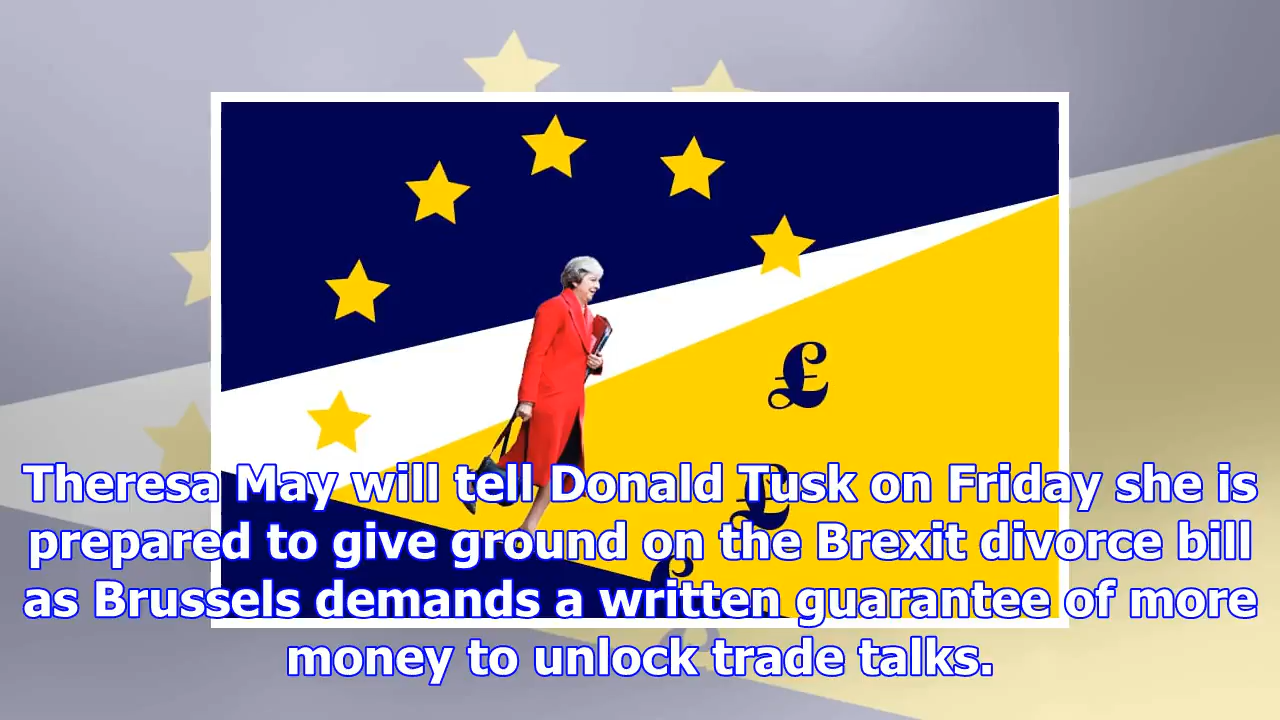 £
Theresa May will tell Donald Tusk on Friday she is
£
prepared to give ground on the Brexit divorce bill
£
as Brussels demands a written guarantee of more
money to unlock trade talks.